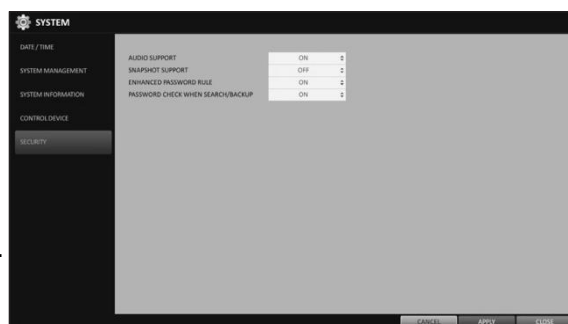 SYSTEM
DATE / TIME
SYSTEM MANAGEMENT
SYSTEM INFORMATION
CONTROL DEVICE
SECURITY
AUDIO SUPPORT ON
SNAPSHOT SUPPORT OFF
ENHANCED PASSWORD RULE ON
PASSWORD CHECK WHEN SEARCH/BACKUP ON
CANCEL APPLY CLOSE